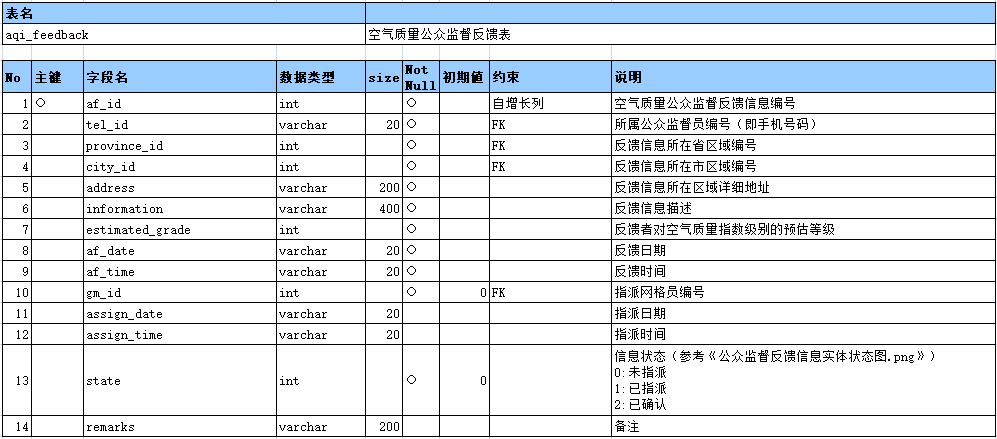 表名
aqi_feedback 空气质量公众监督反馈表
No 主键 字段名 数据类型 size Not Null 初期値 约束 说明
1 ○ af_id int ○ 自增长列 空气质量公众监督反馈信息编号
2 tel_id varchar 20 ○ FK 所属公众监督员编号（即手机号码）
3 province_id int ○ FK 反馈信息所在省区域编号
4 city_id int ○ FK 反馈信息所在市区域编号
5 address varchar 200 ○ 反馈信息所在区域详细地址
6 information varchar 400 ○ 反馈信息描述
7 estimated_grade int ○ 反馈者对空气质量指数级别的预估等级
8 af_date varchar 20 ○ 反馈日期
9 af_time varchar 20 ○ 反馈时间
10 gm_id int ○ 0 FK 指派网格员编号
11 assign_date varchar 20 指派日期
12 assign_time varchar 20 指派时间
13 state int ○ 0 信息状态（参考《公众监督反馈信息实体状态图.png》）
0:未指派
1:已指派
2:已确认
14 remarks varchar 200 备注